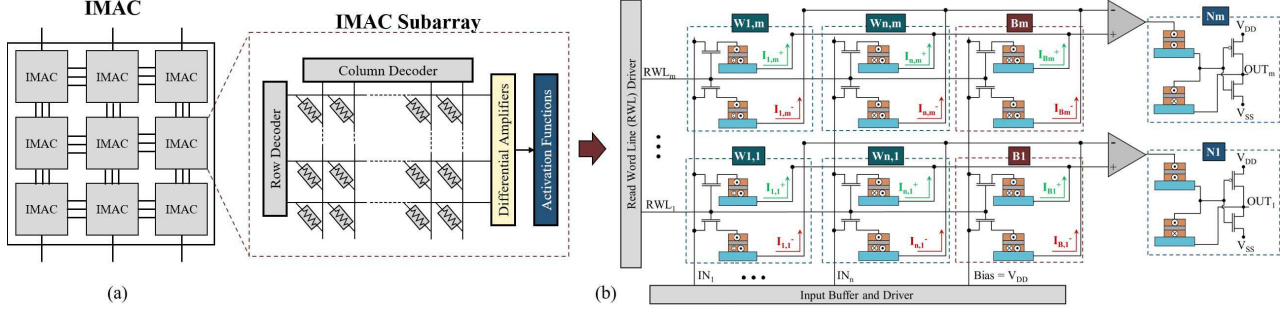 IMAC
IMAC IMAC IMAC
IMAC IMAC IMAC
IMAC IMAC IMAC
(a)
IMAC Subarray
Column Decoder
Row Decoder
Differential Amplifiers
Activation Functions
(b)
Read Word Line (RWL) Driver
W1,m Wn,m Bm Nm
I1,m+ In,m+ IBm+
RWLm
I1,m- In,m- IBm-
- +
VDD
OUTm
VSS
W1,1 Wn,1 B1 N1
I1,1+ In,1+ IB1+
RWL1
I1,1- In,1- IB,1-
- +
VDD
OUT1
VSS
IN1 INn Bias = VDD
Input Buffer and Driver